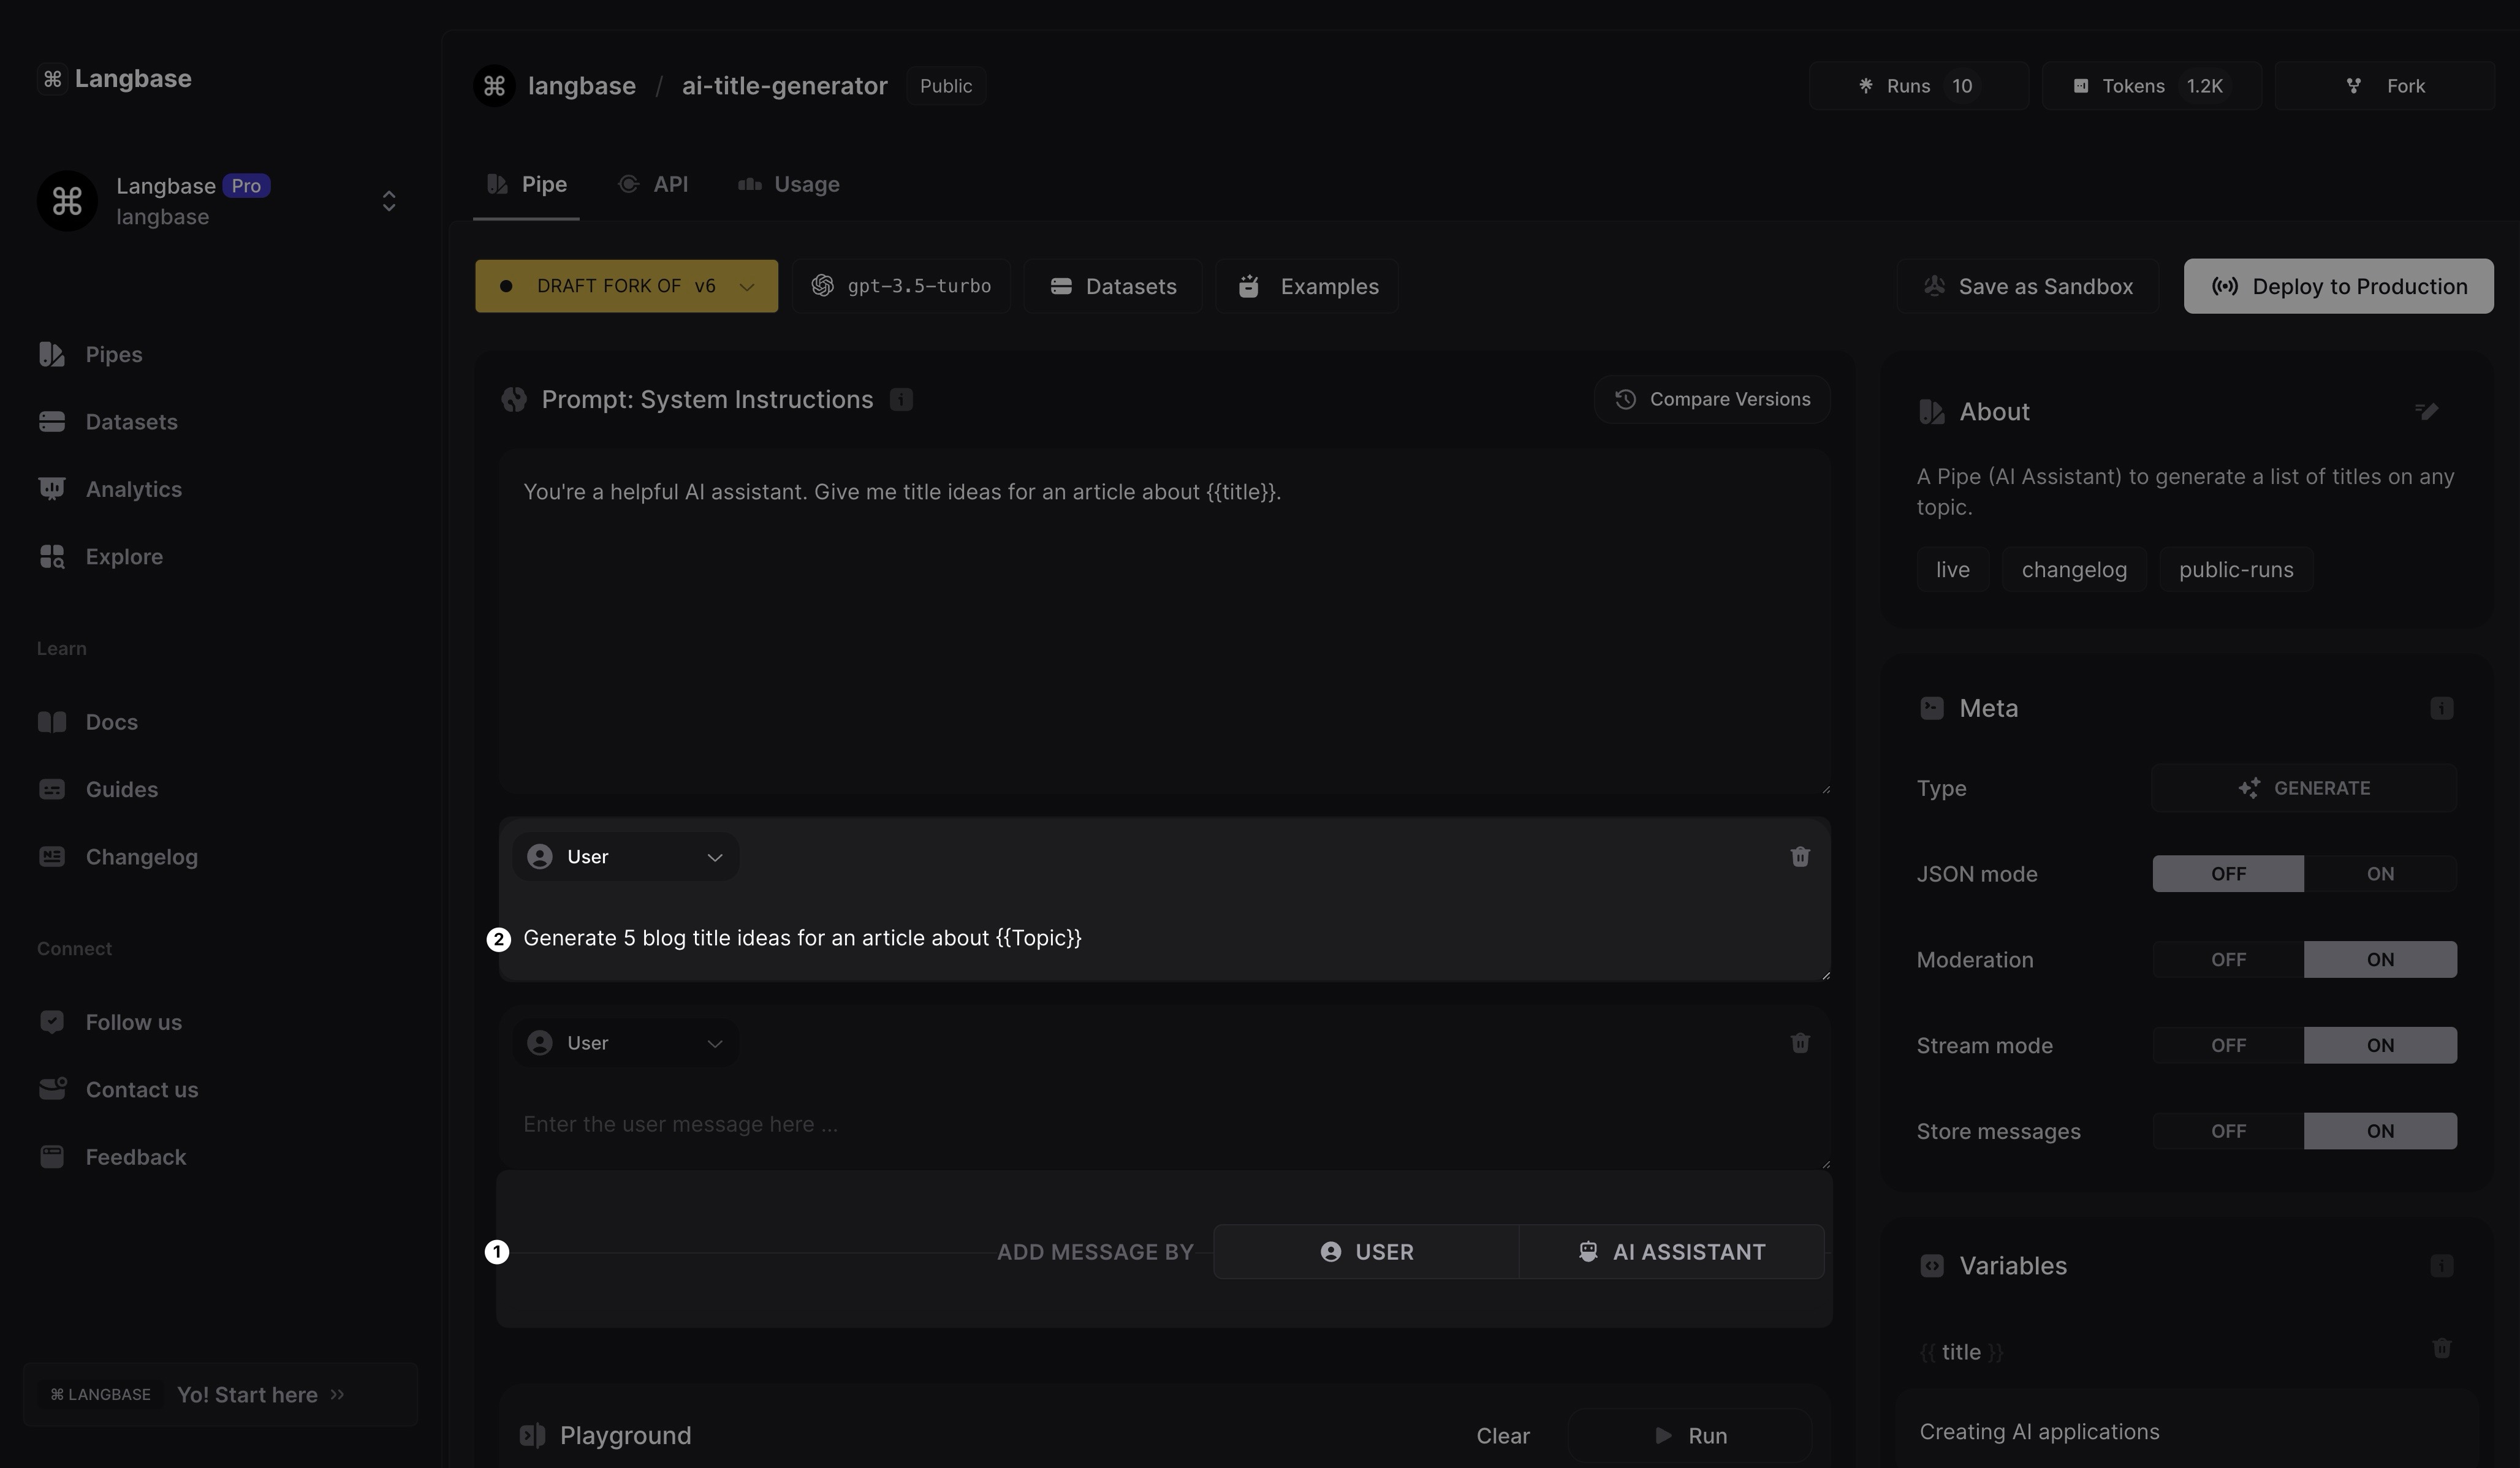 ⌘ Langbase
Langbase Pro
langbase
Pipes
Datasets
Analytics
Explore
Learn
Docs
Guides
Changelog
Connect
Follow us
Contact us
Feedback
⌘ LANGBASE Yo! Start here >>
langbase / ai-title-generator Public
Runs 10 Tokens 1.2K Fork
Pipe API Usage
DRAFT FORK OF v6 gpt-3.5-turbo Datasets Examples
Save as Sandbox Deploy to Production
Prompt: System Instructions i
Compare Versions
You're a helpful AI assistant. Give me title ideas for an article about {{title}}.
User
2 Generate 5 blog title ideas for an article about {{Topic}}
User
Enter the user message here ...
1 ADD MESSAGE BY USER AI ASSISTANT
Playground Clear Run
About
A Pipe (AI Assistant) to generate a list of titles on any
topic.
live changelog public-runs
Meta i
Type GENERATE
JSON mode OFF ON
Moderation OFF ON
Stream mode OFF ON
Store messages OFF ON
Variables i
{{ title }}
Creating AI applications